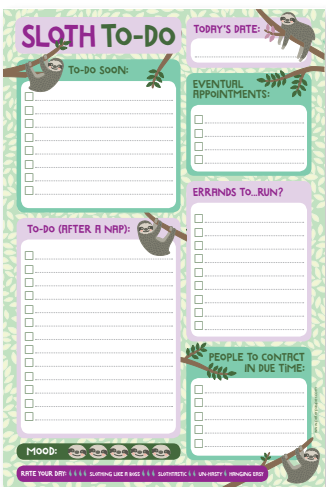 SLOTH TO-DO
TODAY'S DATE:
TO-DO SOON:
EVENTUAL
APPOINTMENTS:
ERRANDS TO...RUN?
TO-DO (AFTER A NAP):
PEOPLE TO CONTACT
IN DUE TIME:
MOOD:
RATE YOUR DAY: SLOTHING LIKE A BOSS SLOTHTASTIC UN-HASTY HANGING EASY